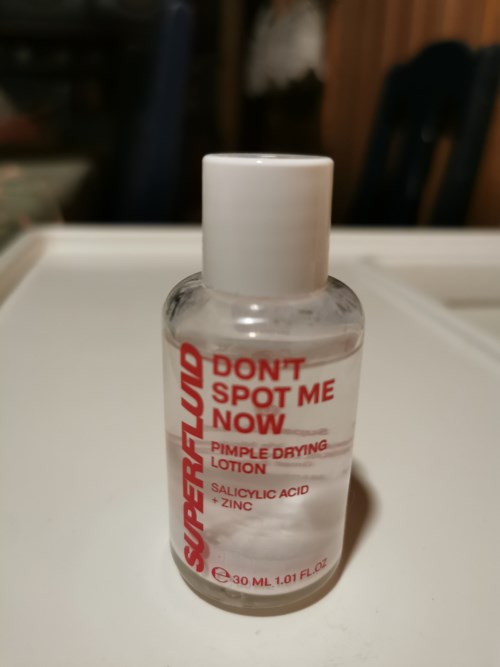 SUPERFLUID
DON'T
SPOT ME
NOW
PIMPLE DRYING
LOTION
SALICYLIC ACID
+ ZINC
℮30 ML 1.01 FL.OZ